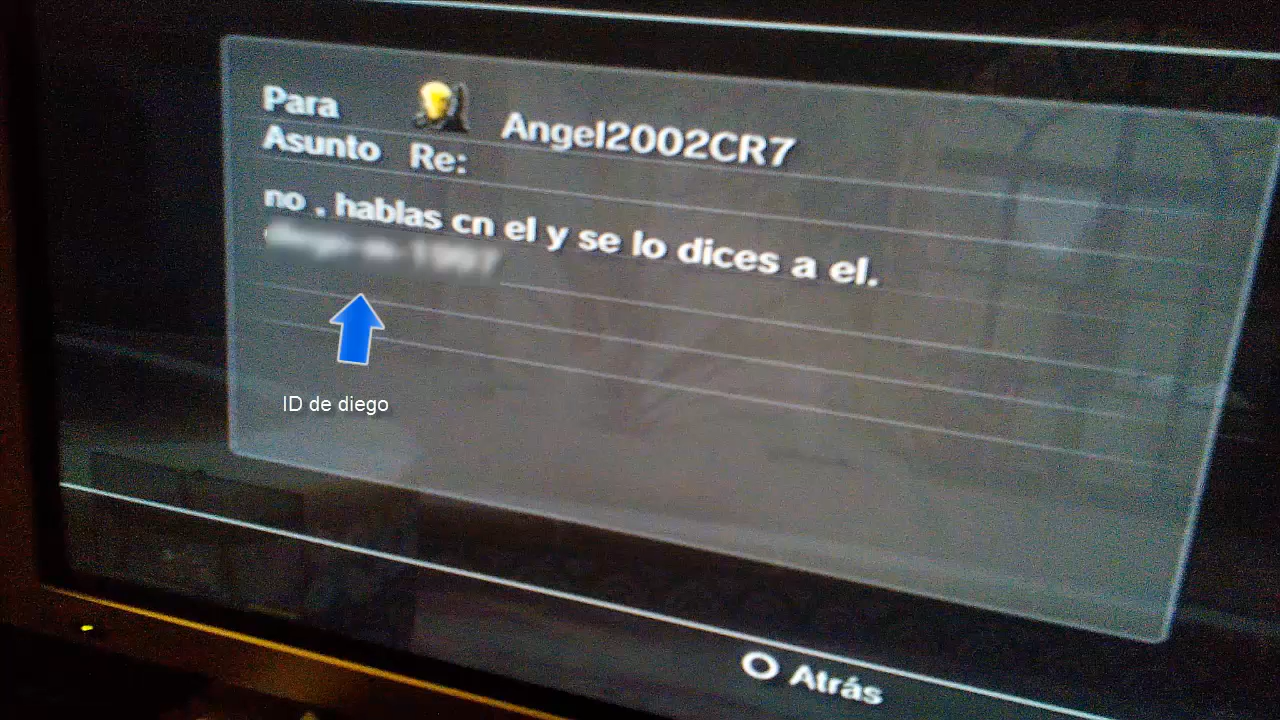 Para Angel2002CR7
Asunto Re:
no . hablas cn el y se lo dices a el.
ID de diego
Atrás